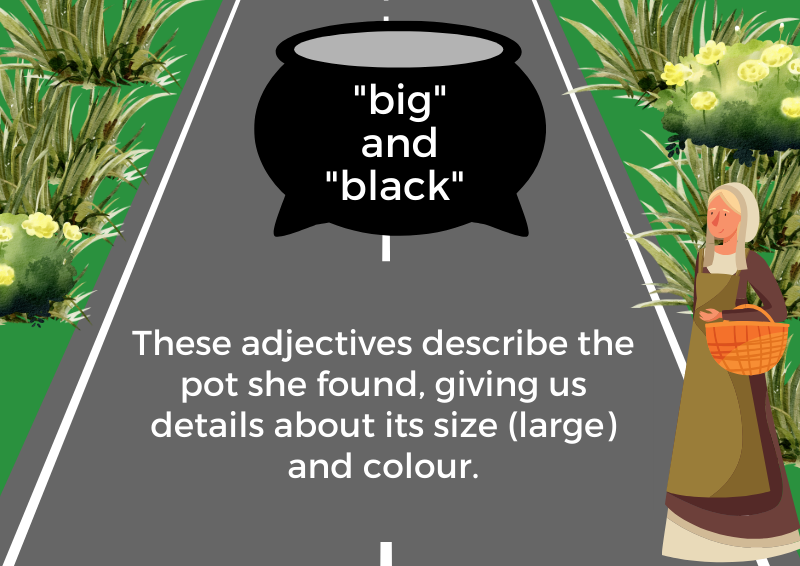 "big"
and
"black"
These adjectives describe the
pot she found, giving us
details about its size (large)
and colour.